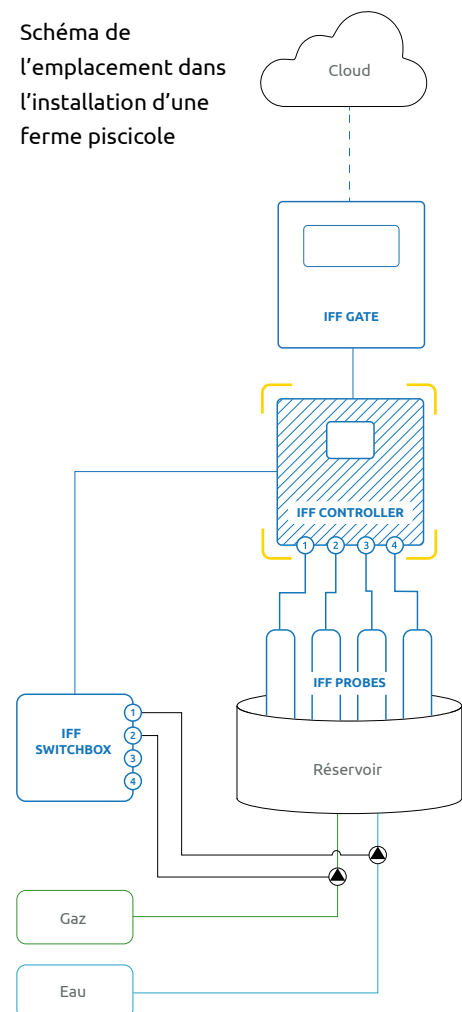 Schéma de
l’emplacement dans
l’installation d’une
ferme piscicole
Cloud
IFF GATE
IFF CONTROLLER
1 2 3 4
IFF PROBES
IFF
SWITCHBOX
1
2
3
4
Réservoir
Gaz
Eau